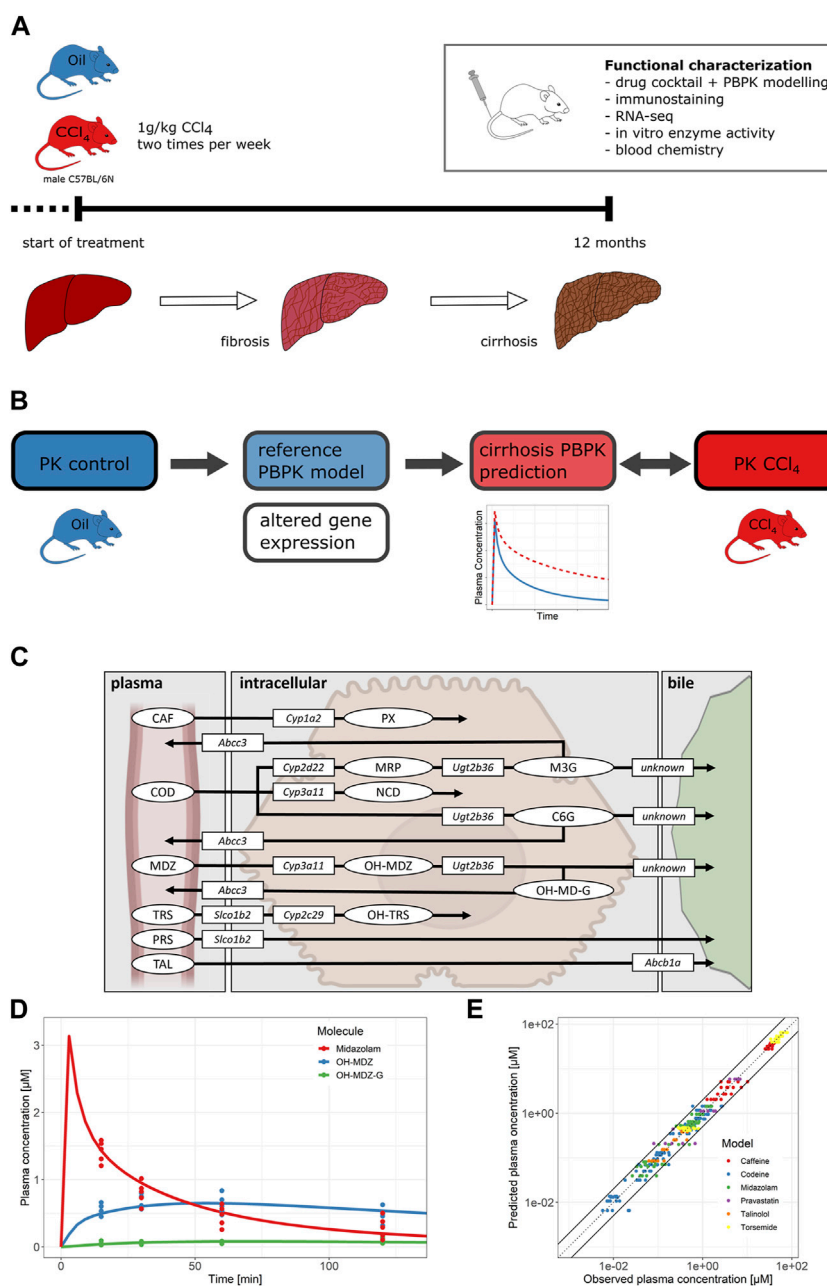 A
Oil
CCl₄
male C57BL/6N
1g/kg CCl₄
two times per week
Functional characterization
- drug cocktail + PBPK modelling
- immunostaining
- RNA-seq
- in vitro enzyme activity
- blood chemistry
start of treatment
12 months
fibrosis
cirrhosis
B
PK control
reference
PBPK model
cirrhosis PBPK
prediction
PK CCl₄
Oil
altered gene
expression
Plasma Concentration
Time
CCl₄
C
plasma
intracellular
bile
CAF
Cyp1a2
PX
Abcc3
Cyp2d22
MRP
Ugt2b36
M3G
unknown
COD
Cyp3a11
NCD
Ugt2b36
C6G
unknown
Abcc3
MDZ
Cyp3a11
OH-MDZ
Ugt2b36
unknown
Abcc3
OH-MD-G
TRS
Slco1b2
Cyp2c29
OH-TRS
PRS
Slco1b2
TAL
Abcb1a
D
Plasma concentration [µM]
3
2
1
0
0
50
100
Time [min]
Molecule
Midazolam
OH-MDZ
OH-MDZ-G
E
Predicted plasma oncentration [µM]
1e+02
1e+00
1e-02
1e-02
1e+00
1e+02
Observed plasma concentration [µM]
Model
Caffeine
Codeine
Midazolam
Pravastatin
Talinolol
Torsemide